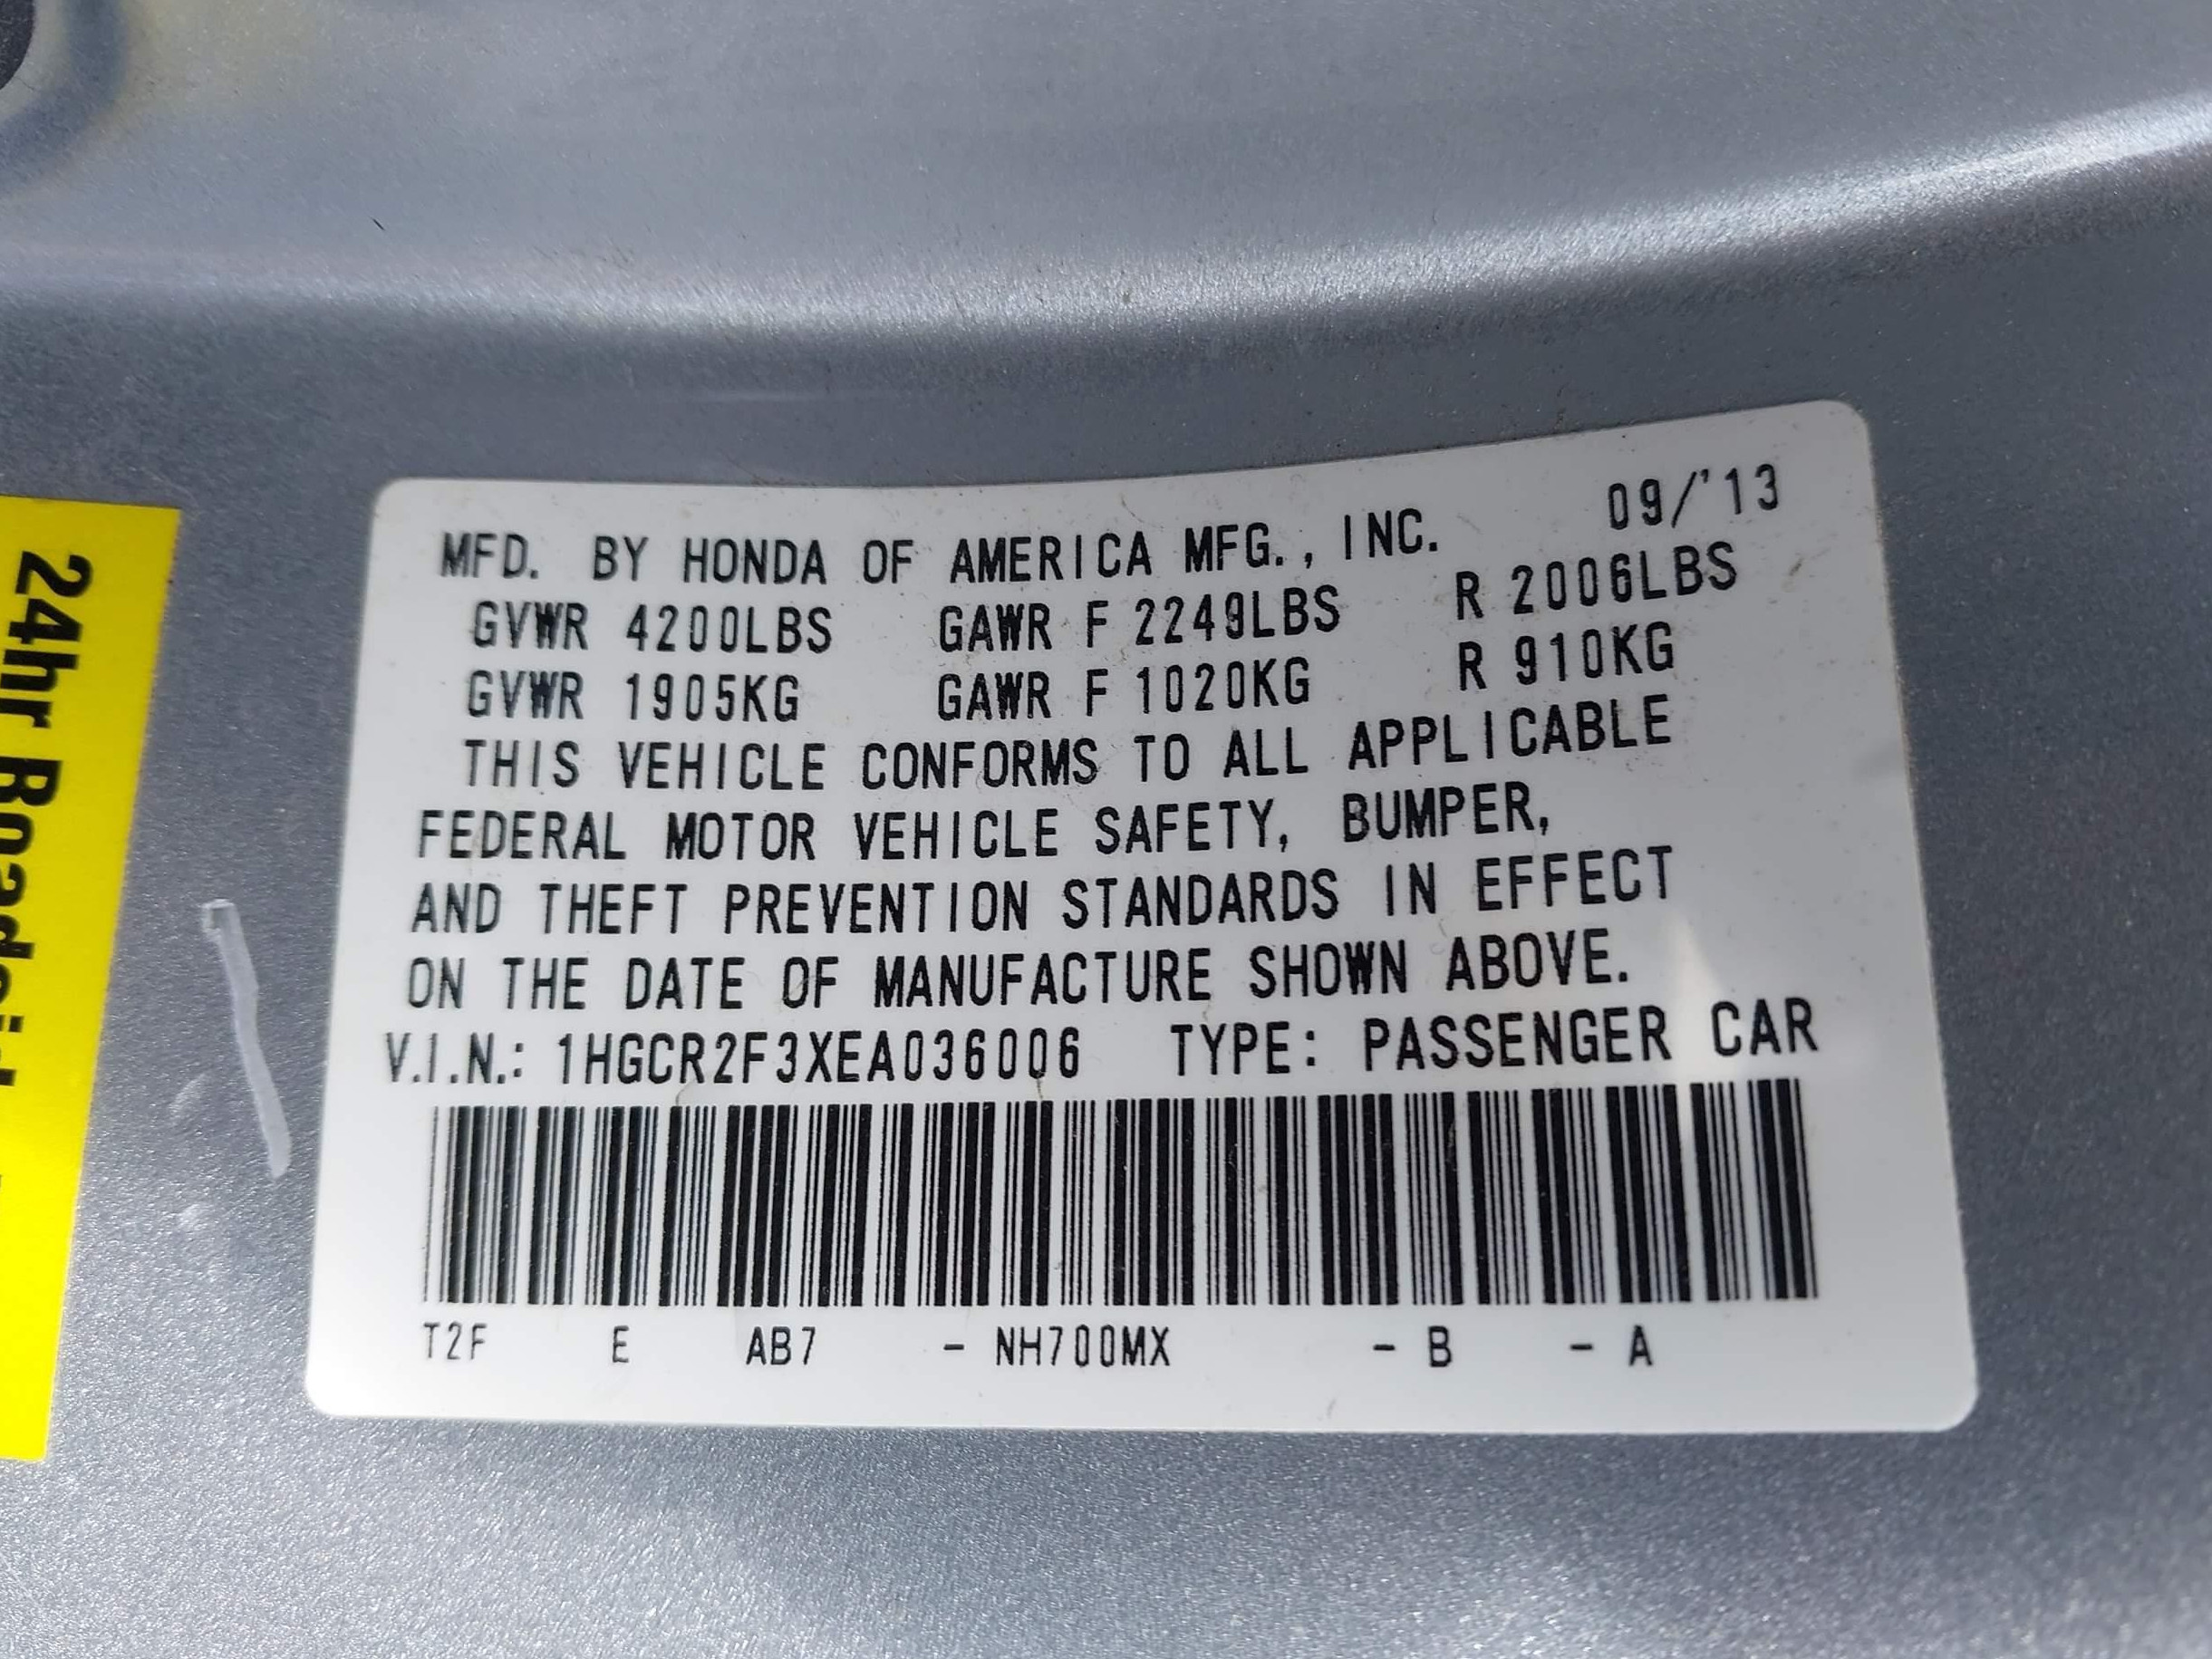 MFD. BY HONDA OF AMERICA MFG., INC. 09/'13
GVWR 4200LBS GAWR F 2249LBS R 2006LBS
GVWR 1905KG GAWR F 1020KG R 910KG
THIS VEHICLE CONFORMS TO ALL APPLICABLE
FEDERAL MOTOR VEHICLE SAFETY, BUMPER,
AND THEFT PREVENTION STANDARDS IN EFFECT
ON THE DATE OF MANUFACTURE SHOWN ABOVE.
V.I.N.: 1HGCR2F3XEA036006 TYPE: PASSENGER CAR
T2F E AB7 - NH700MX - B - A
24hr